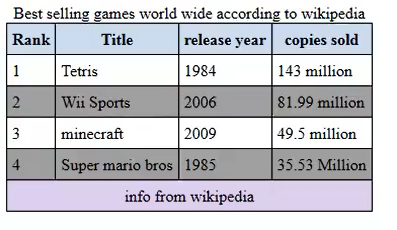 Best selling games world wide according to wikipedia
Rank Title release year copies sold
1 Tetris 1984 143 million
2 Wii Sports 2006 81.99 million
3 minecraft 2009 49.5 million
4 Super mario bros 1985 35.53 Million
info from wikipedia